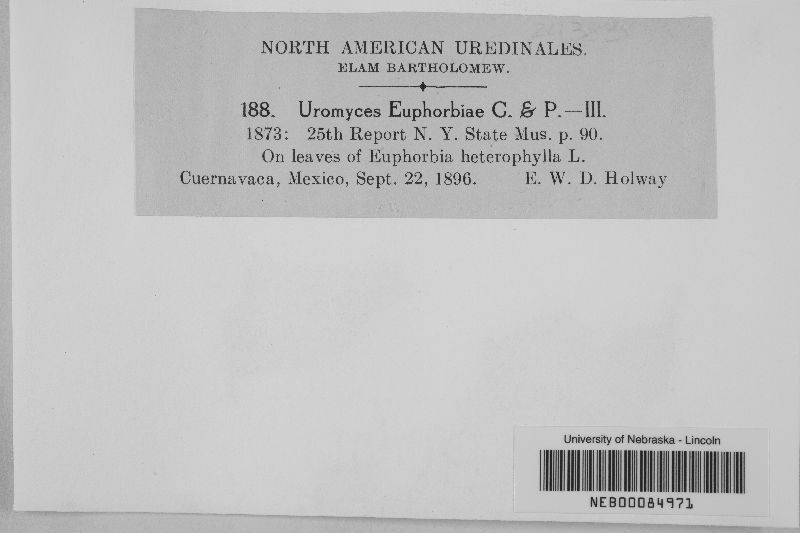 NORTH AMERICAN UREDINALES.
ELAM BARTHOLOMEW.
188. Uromyces Euphorbiae C. & P.—III.
1873: 25th Report N. Y. State Mus. p. 90.
On leaves of Euphorbia heterophylla L.
Cuernavaca, Mexico, Sept. 22, 1896. E. W. D. Holway
University of Nebraska - Lincoln
NEB00084971